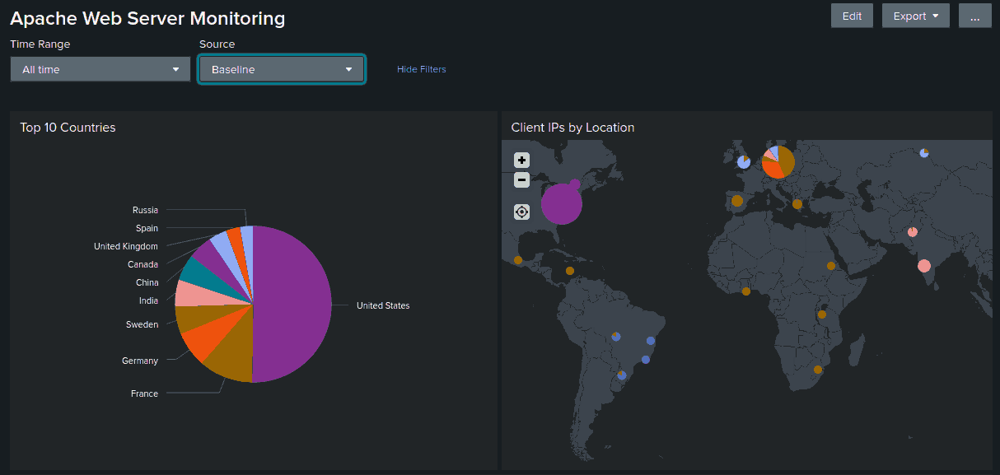 Apache Web Server Monitoring
Edit
Export
...
Time Range
Source
All time
Baseline
Hide Filters
Top 10 Countries
Russia
Spain
United Kingdom
Canada
China
India
Sweden
Germany
France
United States
Client IPs by Location
+
−